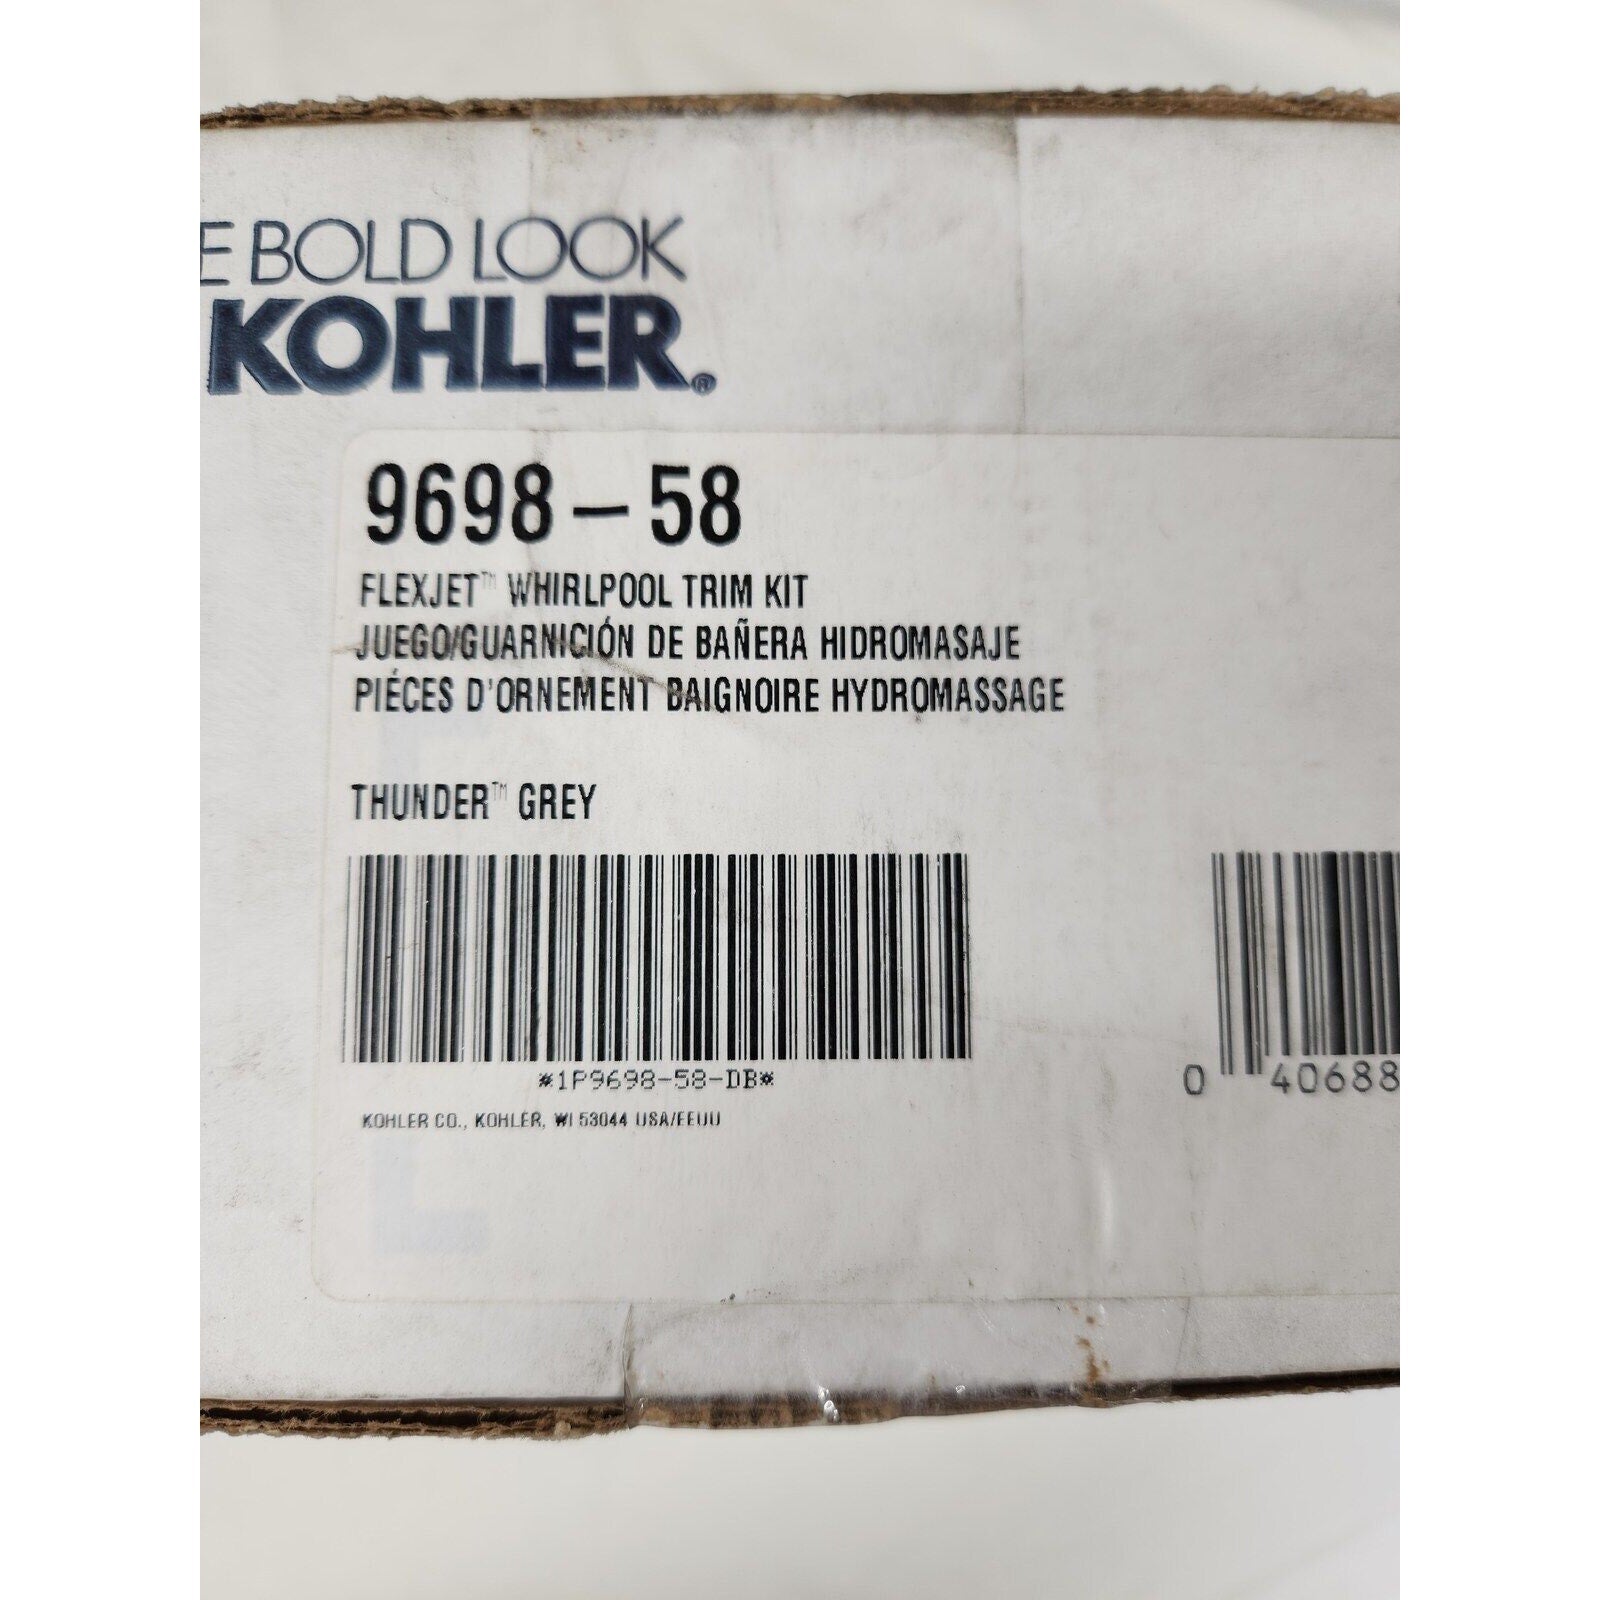 E BOLD LOOK
KOHLER®
9698-58
FLEXJET™ WHIRLPOOL TRIM KIT
JUEGO/GUARNICIÓN DE BAÑERA HIDROMASAJE
PIÉCES D'ORNEMENT BAIGNOIRE HYDROMASSAGE
THUNDER™ GREY
*1P9698-58-DB*
0 40688
KOHLER CO., KOHLER, WI 53044 USA/EEUU